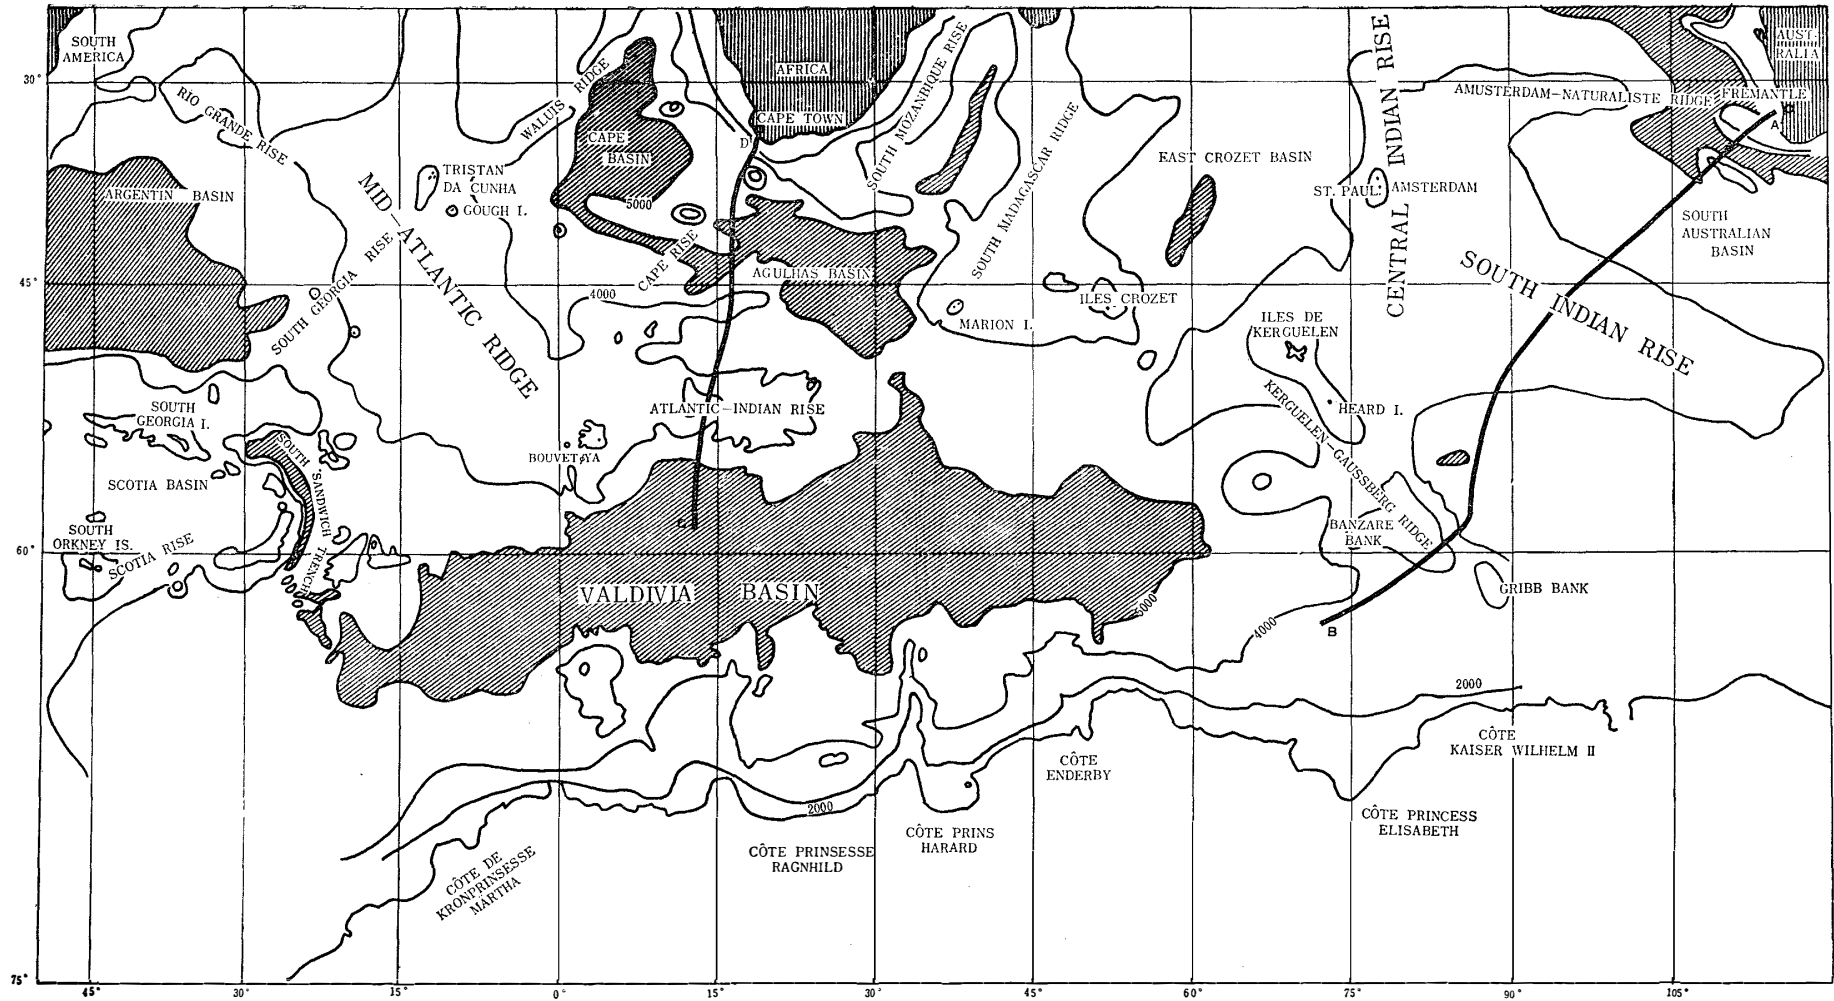 SOUTH
AMERICA
AFRICA
AUST-
RALIA
30°
RIO GRANDE RISE
WALUIS RIDGE
CAPE TOWN
SOUTH MOZANBIQUE RISE
CENTRAL INDIAN RISE
AMUSTERDAM-NATURALISTE RIDGE
FREMANTLE
A
D
CAPE
BASIN
SOUTH MADAGASCAR RIDGE
EAST CROZET BASIN
ARGENTIN BASIN
TRISTAN
DA CUNHA
GOUGH I.
ST. PAUL
AMSTERDAM
5000
MID-ATLANTIC RIDGE
SOUTH
AUSTRALIAN
BASIN
CAPE RISE
AGULHAS BASIN
SOUTH INDIAN RISE
45°
SOUTH GEORGIA RISE
4000
ILES CROZET
MARION I.
ILES DE
KERGUELEN
SOUTH
GEORGIA I.
ATLANTIC-INDIAN RISE
HEARD I.
KERGUELEN-GAUSSBERG RIDGE
BOUVETØYA
SCOTIA BASIN
SOUTH SANDWICH TRENCH
C
SOUTH
ORKNEY IS.
SCOTIA RISE
BANZARE
BANK
60°
VALDIVIA BASIN
GRIBB BANK
5000
4000
B
2000
CÔTE
KAISER WILHELM II
CÔTE
ENDERBY
2000
CÔTE PRINCESS
ELISABETH
CÔTE PRINS
HARARD
CÔTE PRINSESSE
RAGNHILD
CÔTE DE
KRONPRINSESSE
MÄRTHA
75°
45°
30°
15°
0°
15°
30°
45°
60°
75°
90°
105°